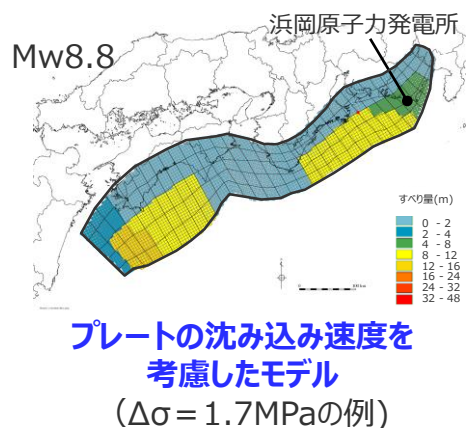 浜岡原子力発電所
Mw8.8
すべり量(m)
0 - 2
2 - 4
4 - 8
8 - 12
12 - 16
16 - 24
24 - 32
32 - 48
プレートの沈み込み速度を
考慮したモデル
（Δσ＝1.7MPaの例)